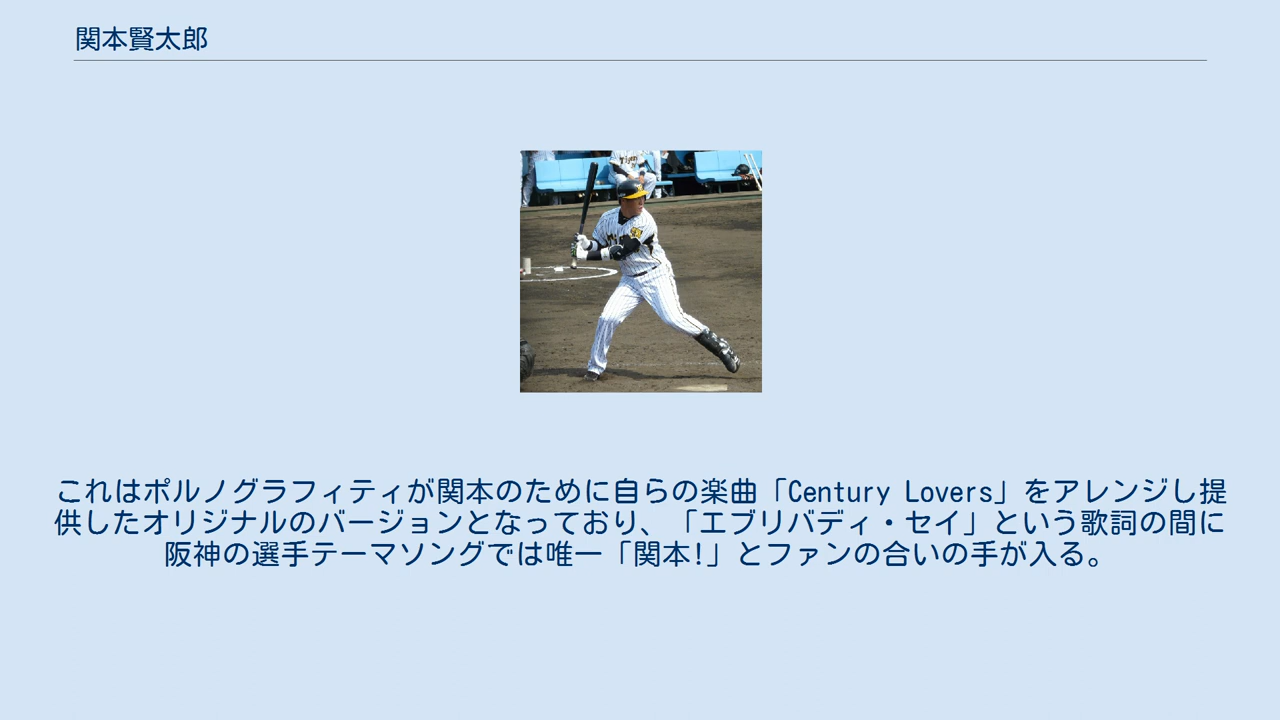 関本賢太郎
Tigers
これはポルノグラフィティが関本のために自らの楽曲「Century Lovers」をアレンジし提
供したオリジナルのバージョンとなっており、「エブリバディ・セイ」という歌詞の間に
阪神の選手テーマソングでは唯一「関本!」とファンの合いの手が入る。